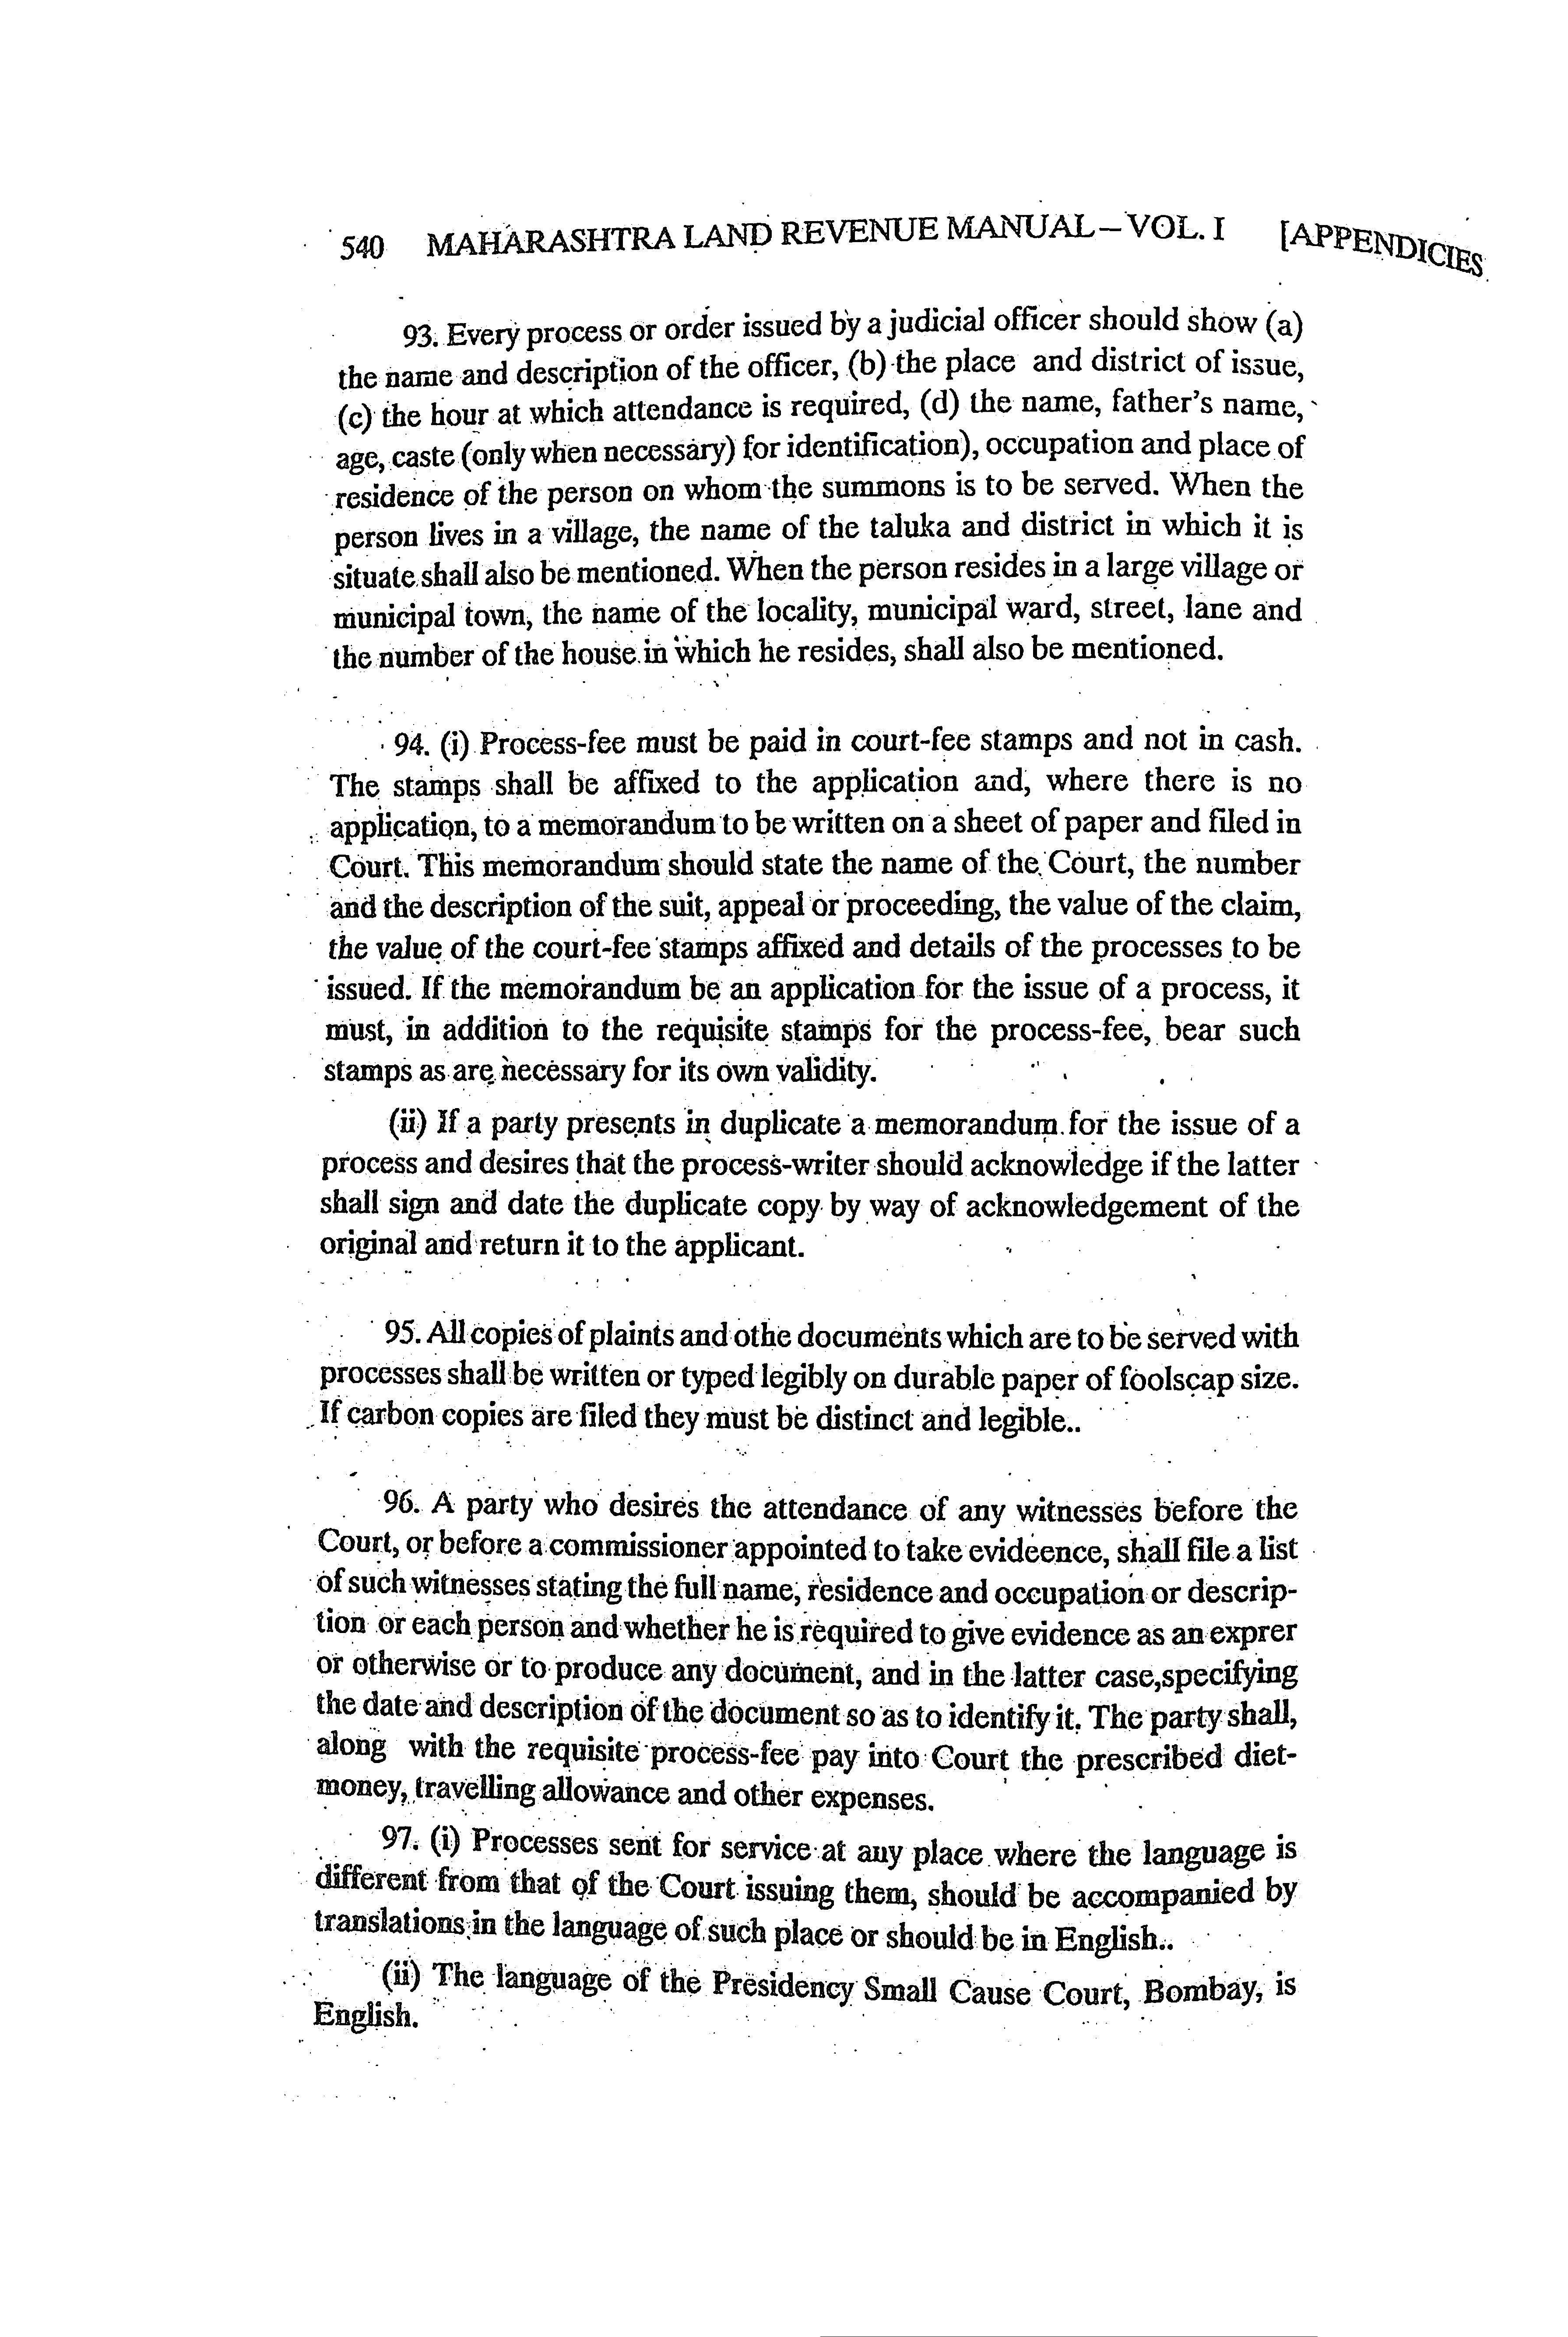 540 MAHARASHTRA LAND REVENUE MANUAL – VOL. I [APPENDICIES
93. Every process or order issued by a judicial officer should show (a)
the name and description of the officer, (b) the place and district of issue,
(c) the hour at which attendance is required, (d) the name, father's name,
age, caste (only when necessary) for identification), occupation and place of
residence of the person on whom the summons is to be served. When the
person lives in a village, the name of the taluka and district in which it is
situate shall also be mentioned. When the person resides in a large village or
municipal town, the name of the locality, municipal ward, street, lane and
the number of the house in which he resides, shall also be mentioned.
94. (i) Process-fee must be paid in court-fee stamps and not in cash.
The stamps shall be affixed to the application and, where there is no
application, to a memorandum to be written on a sheet of paper and filed in
Court. This memorandum should state the name of the Court, the number
and the description of the suit, appeal or proceeding, the value of the claim,
the value of the court-fee stamps affixed and details of the processes to be
issued. If the memorandum be an application for the issue of a process, it
must, in addition to the requisite stamps for the process-fee, bear such
stamps as are necessary for its own validity.
(ii) If a party presents in duplicate a memorandum for the issue of a
process and desires that the process-writer should acknowledge if the latter
shall sign and date the duplicate copy by way of acknowledgement of the
original and return it to the applicant.
95. All copies of plaints and othe documents which are to be served with
processes shall be written or typed legibly on durable paper of foolscap size.
If carbon copies are filed they must be distinct and legible..
96. A party who desires the attendance of any witnesses before the
Court, or before a commissioner appointed to take evideence, shall file a list
of such witnesses stating the full name, residence and occupation or descrip-
tion or each person and whether he is required to give evidence as an exprer
or otherwise or to produce any document, and in the latter case,specifying
the date and description of the document so as to identify it. The party shall,
along with the requisite process-fee pay into Court the prescribed diet-
money, travelling allowance and other expenses.
97. (i) Processes sent for service at any place where the language is
different from that of the Court issuing them, should be accompanied by
translations in the language of such place or should be in English..
(ii) The language of the Presidency Small Cause Court, Bombay, is
English.